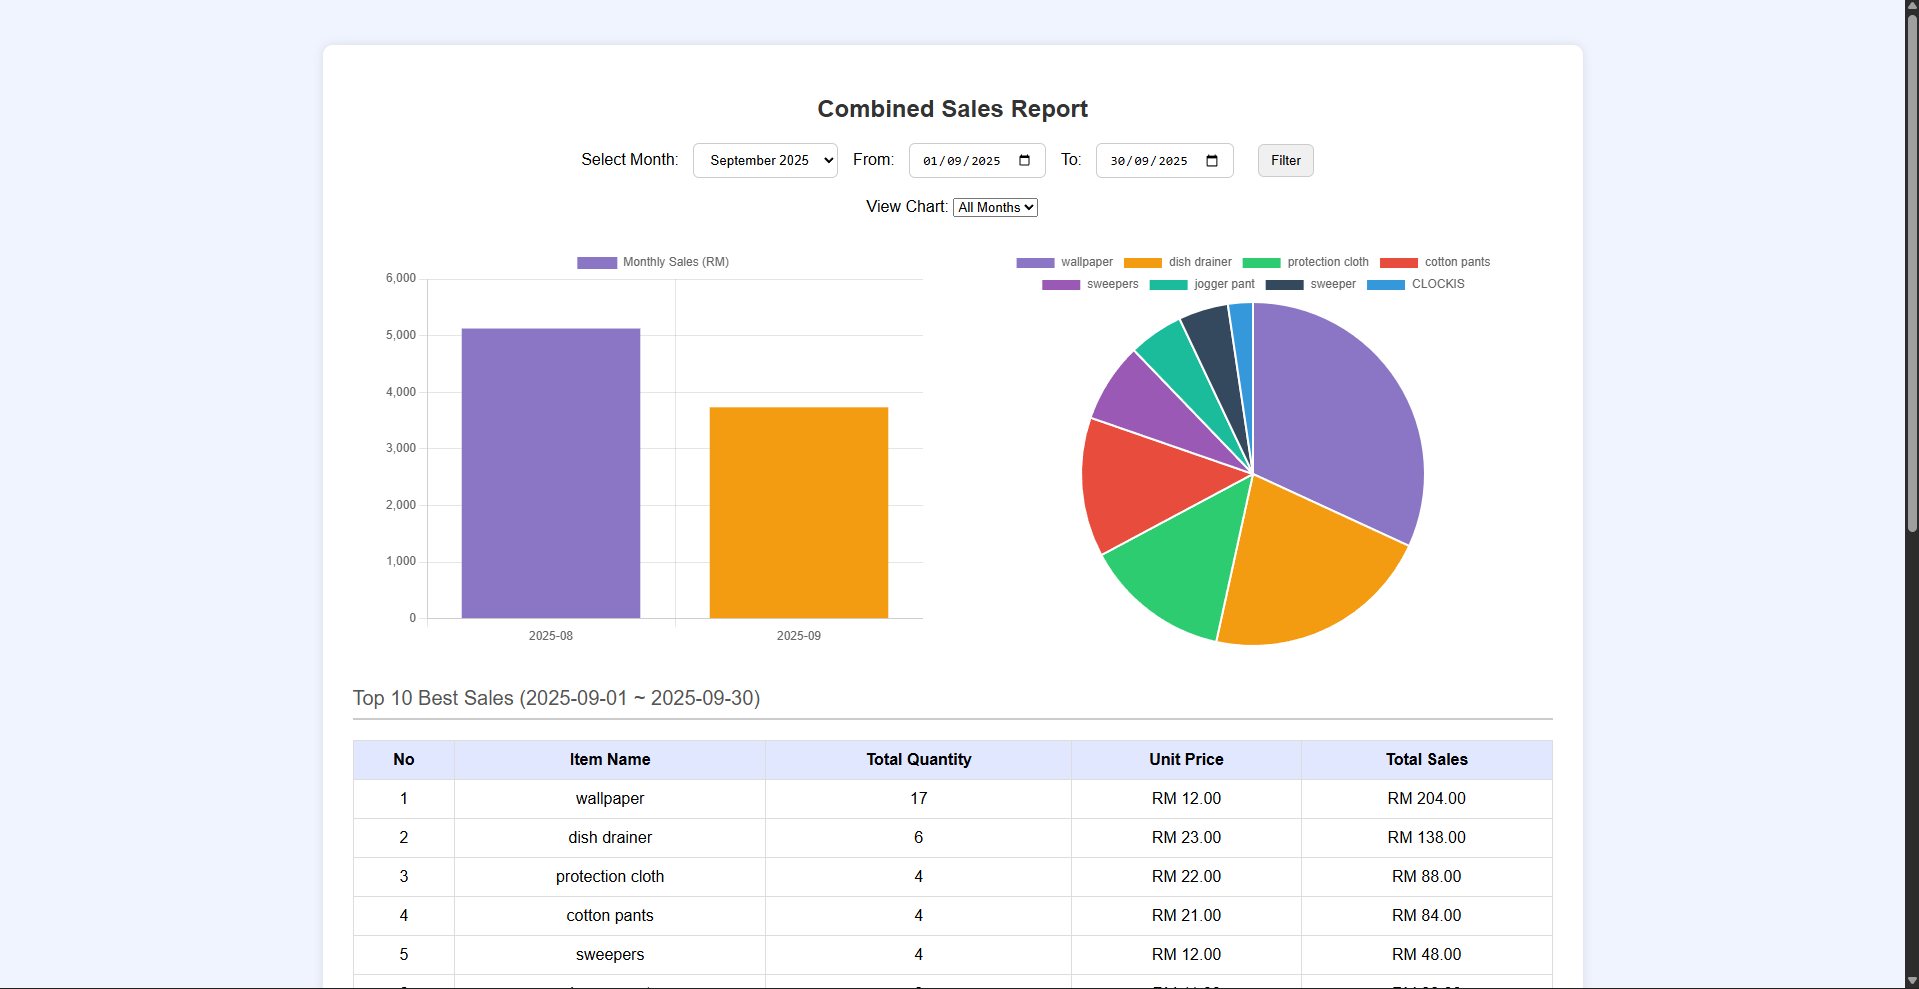 Combined Sales Report
Select Month: September 2025 From: 01/09/2025 To: 30/09/2025 Filter
View Chart: All Months
Monthly Sales (RM)
6,000
5,000
4,000
3,000
2,000
1,000
0
2025-08 2025-09
wallpaper dish drainer protection cloth cotton pants
sweepers jogger pant sweeper CLOCKIS
Top 10 Best Sales (2025-09-01 ~ 2025-09-30)
No Item Name Total Quantity Unit Price Total Sales
1 wallpaper 17 RM 12.00 RM 204.00
2 dish drainer 6 RM 23.00 RM 138.00
3 protection cloth 4 RM 22.00 RM 88.00
4 cotton pants 4 RM 21.00 RM 84.00
5 sweepers 4 RM 12.00 RM 48.00